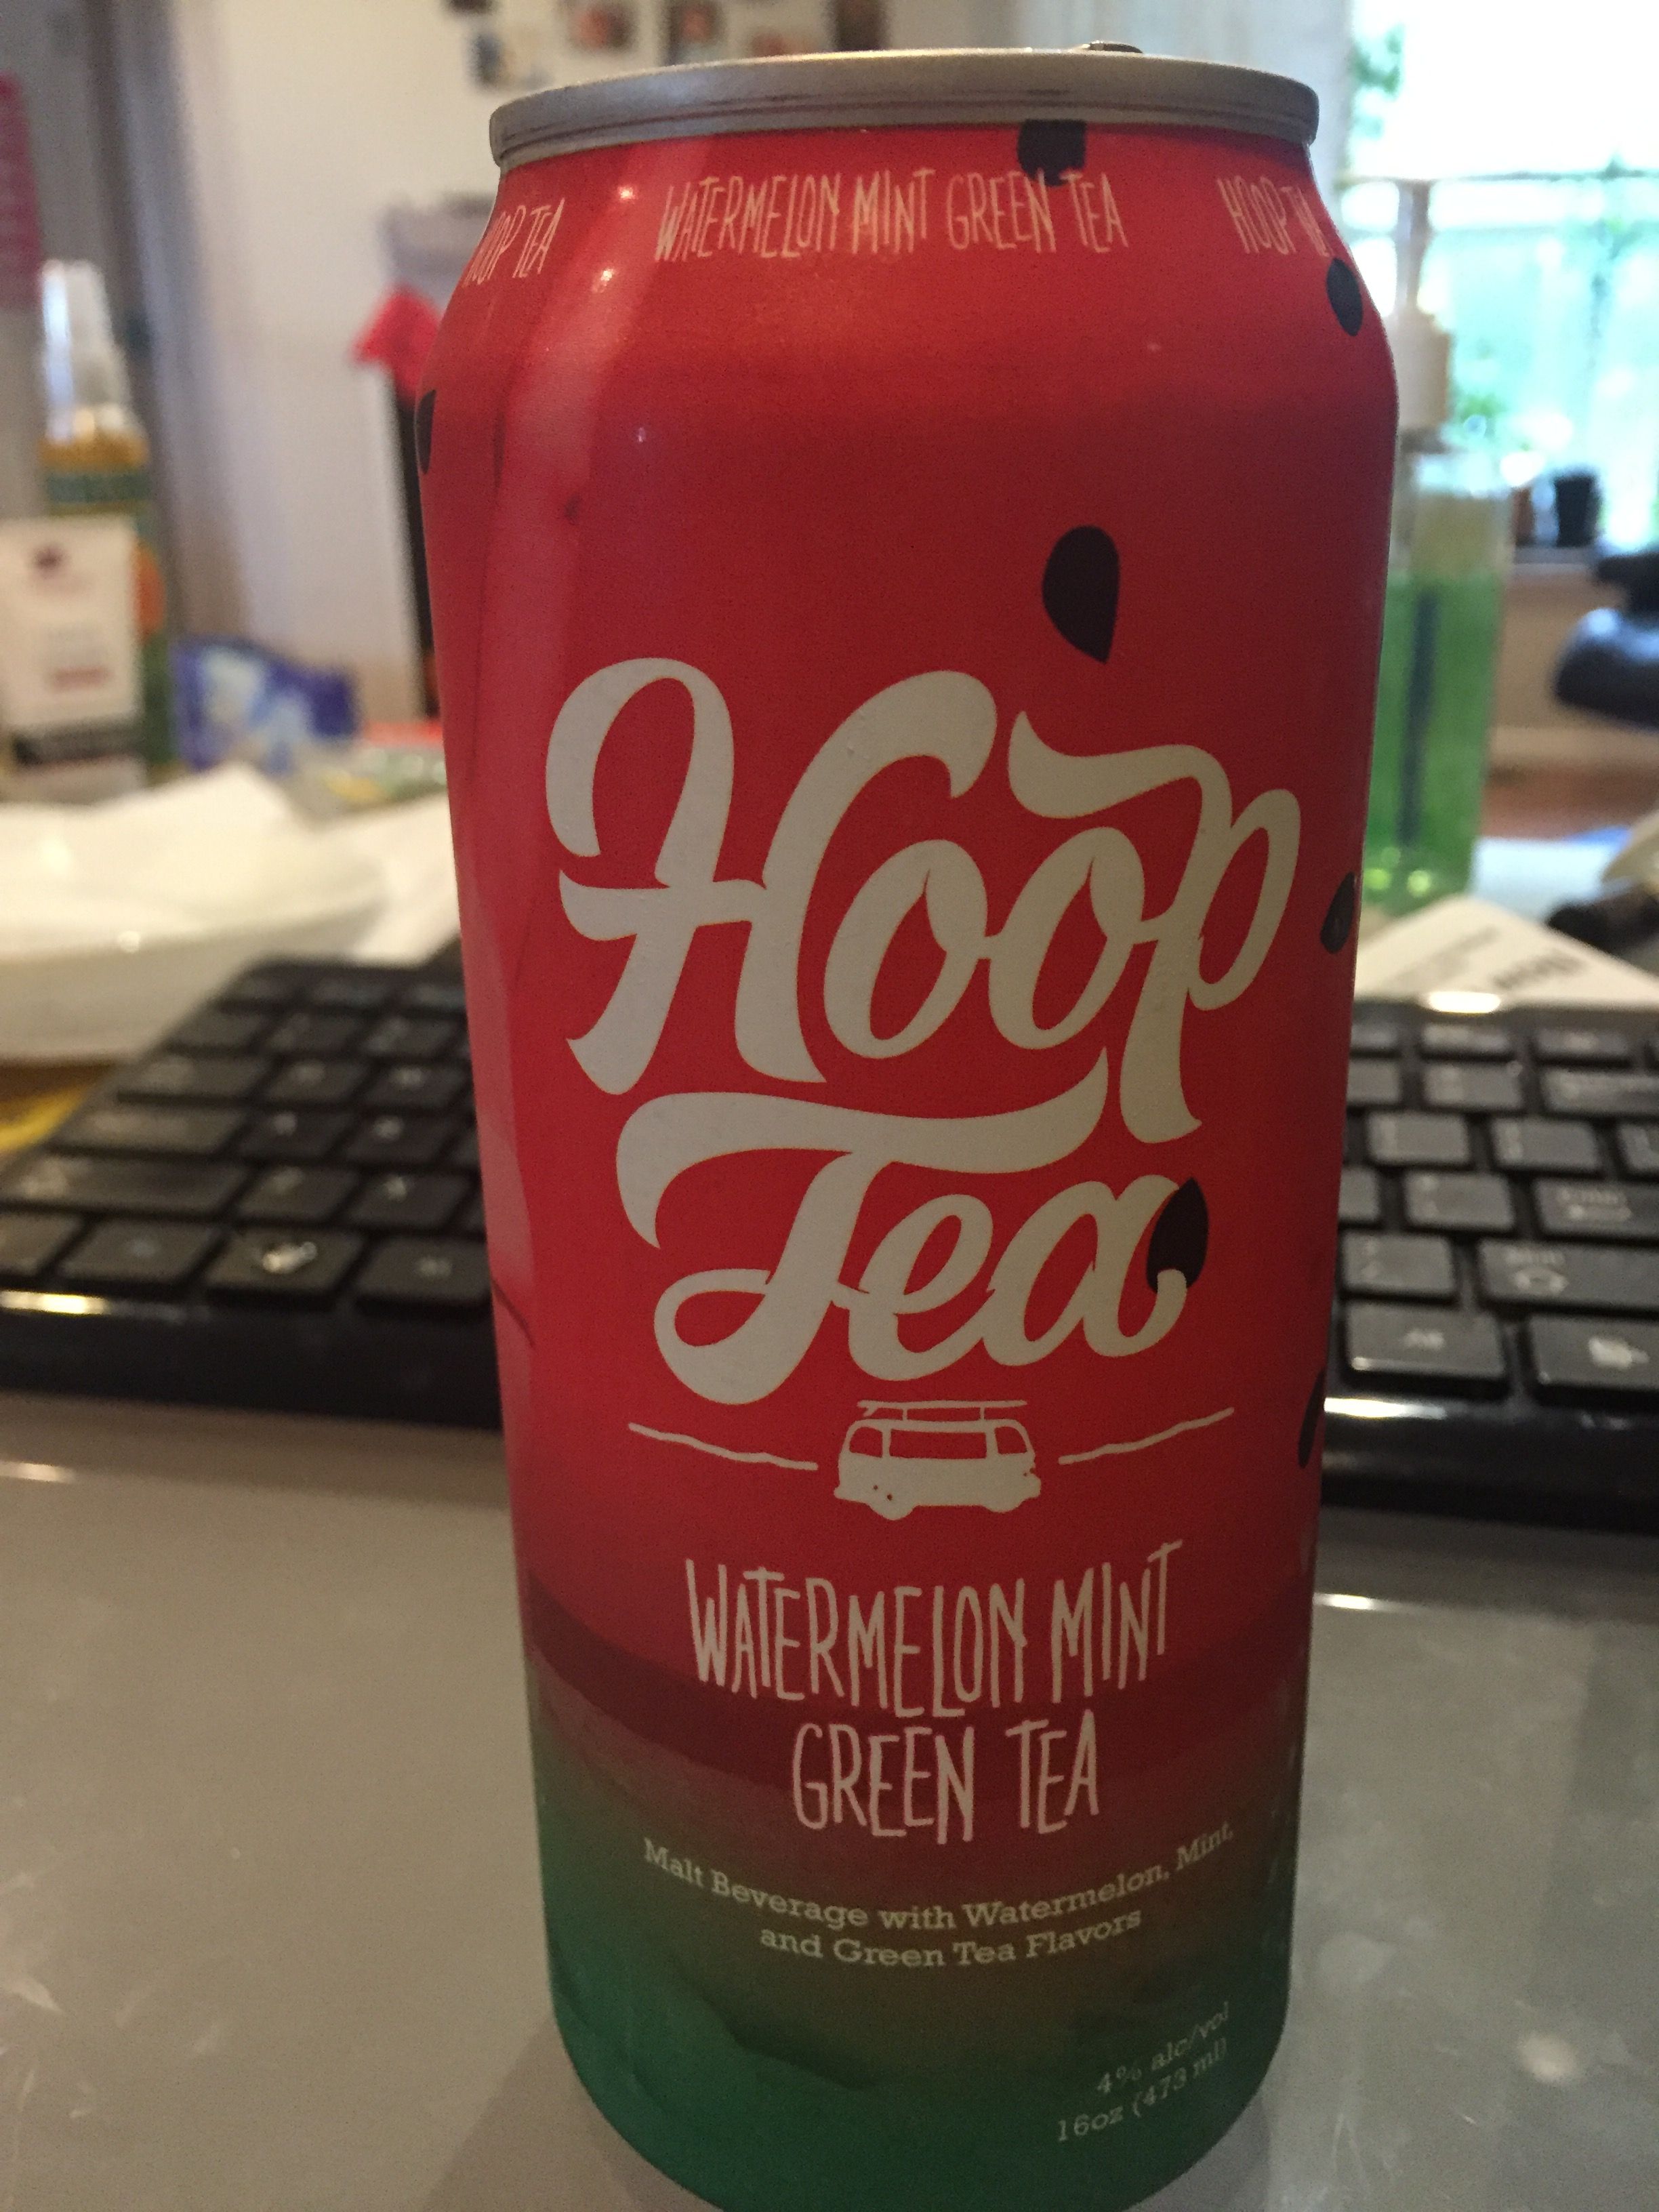 HOOP TEA WATERMELON MINT GREEN TEA HOOP
Hoop
Tea
WATERMELON MINT
GREEN TEA
Malt Beverage with Watermelon, Mint,
and Green Tea Flavors
4% alc/vol
16oz (473 ml)